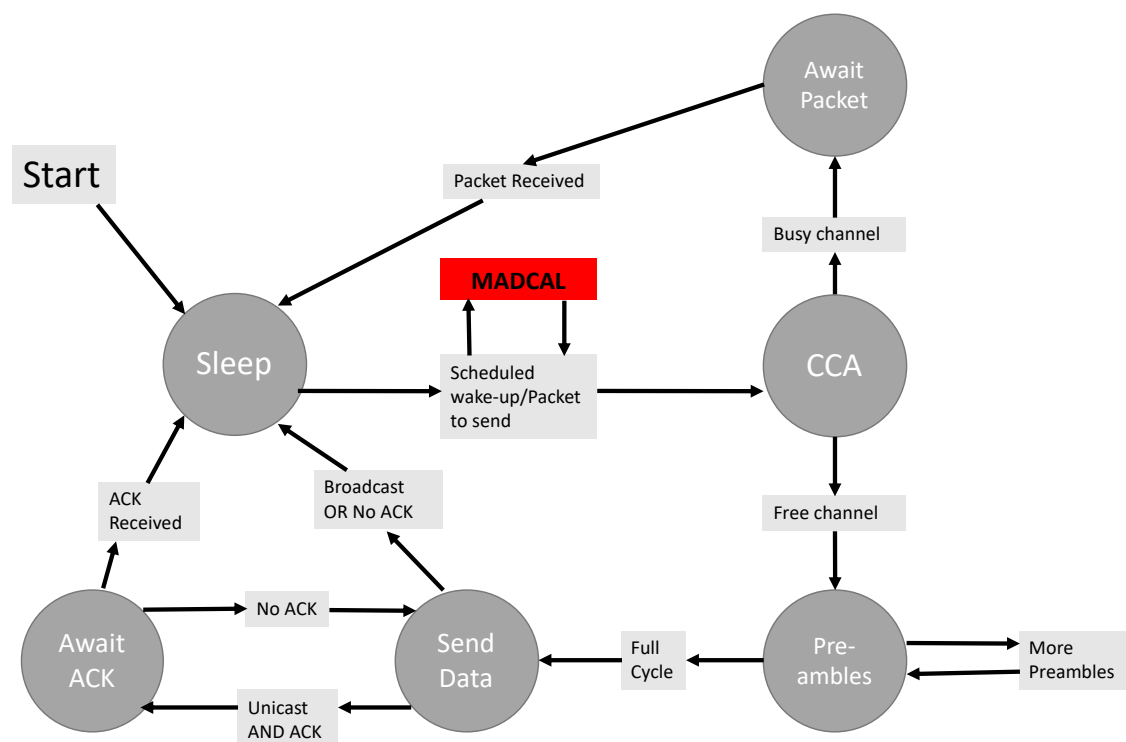 Await
Packet
Start
Packet Received
Busy channel
MADCAL
Sleep
Scheduled
wake-up/Packet
to send
CCA
ACK
Received
Broadcast
OR No ACK
Free channel
Await
ACK
No ACK
Send
Data
Full
Cycle
Pre-
ambles
More
Preambles
Unicast
AND ACK